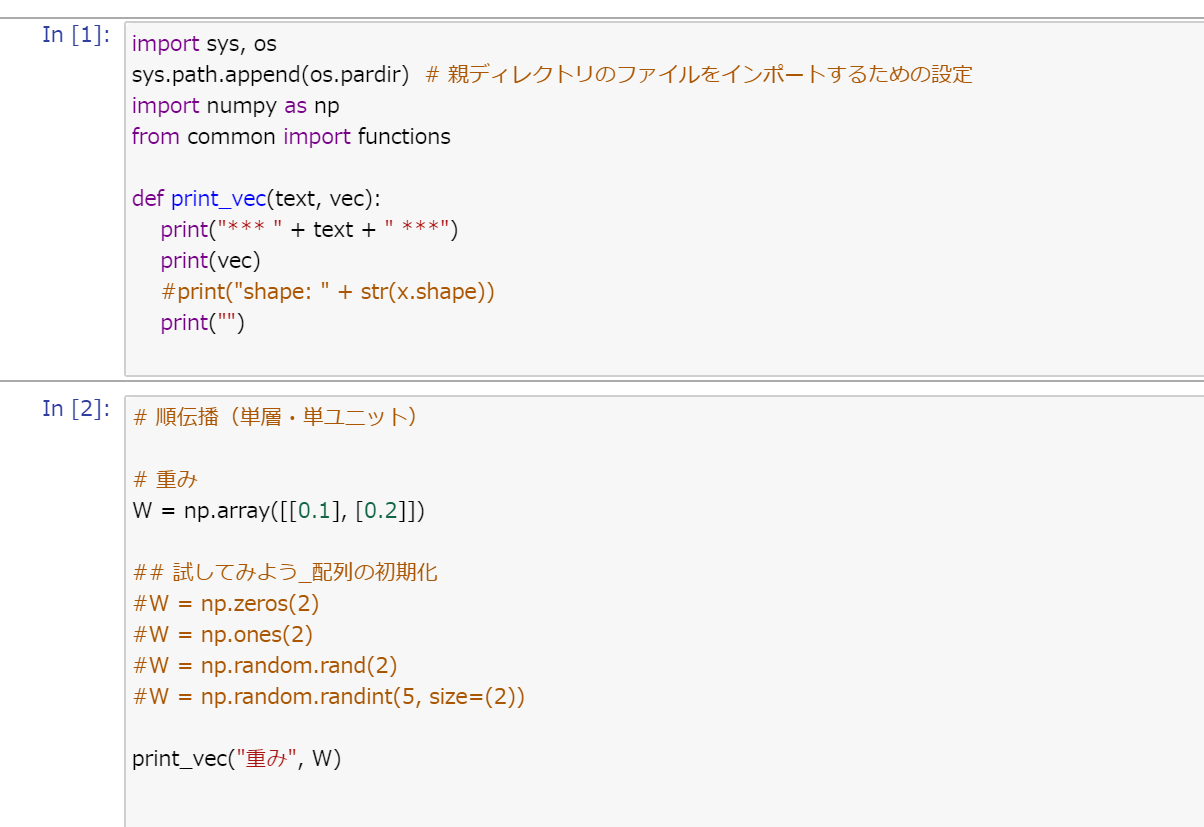 In [1]:
import sys, os
sys.path.append(os.pardir)  # 親ディレクトリのファイルをインポートするための設定
import numpy as np
from common import functions
def print_vec(text, vec):
    print("*** " + text + " ***")
    print(vec)
    #print("shape: " + str(x.shape))
    print("")
In [2]:
# 順伝播（単層・単ユニット）
# 重み
W = np.array([[0.1], [0.2]])
## 試してみよう_配列の初期化
#W = np.zeros(2)
#W = np.ones(2)
#W = np.random.rand(2)
#W = np.random.randint(5, size=(2))
print_vec("重み", W)